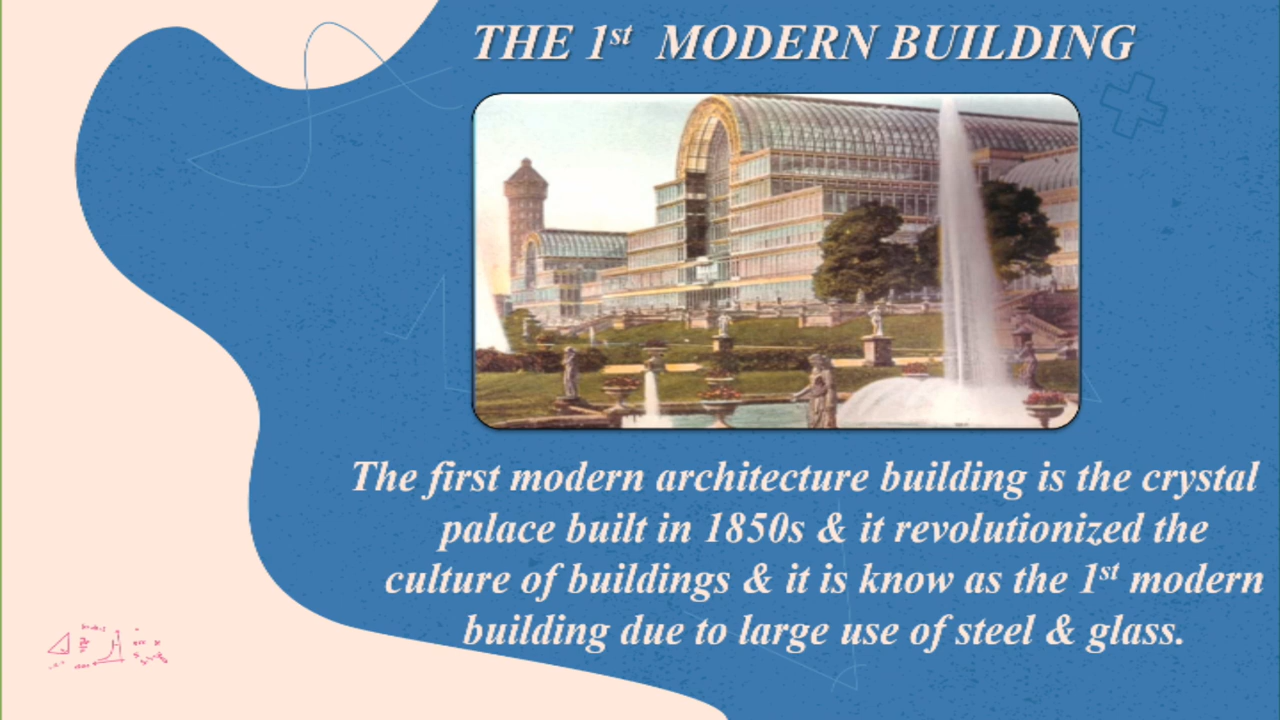 THE 1st MODERN BUILDING
The first modern architecture building is the crystal
palace built in 1850s & it revolutionized the
culture of buildings & it is know as the 1st modern
building due to large use of steel & glass.